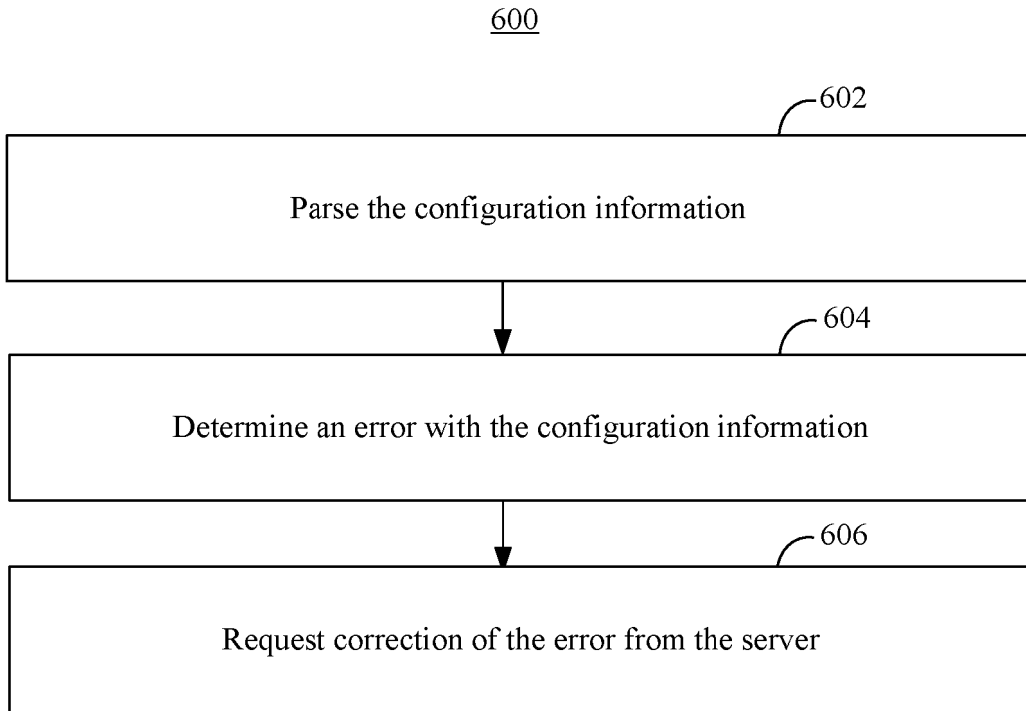 600
602
Parse the configuration information
604
Determine an error with the configuration information
606
Request correction of the error from the server